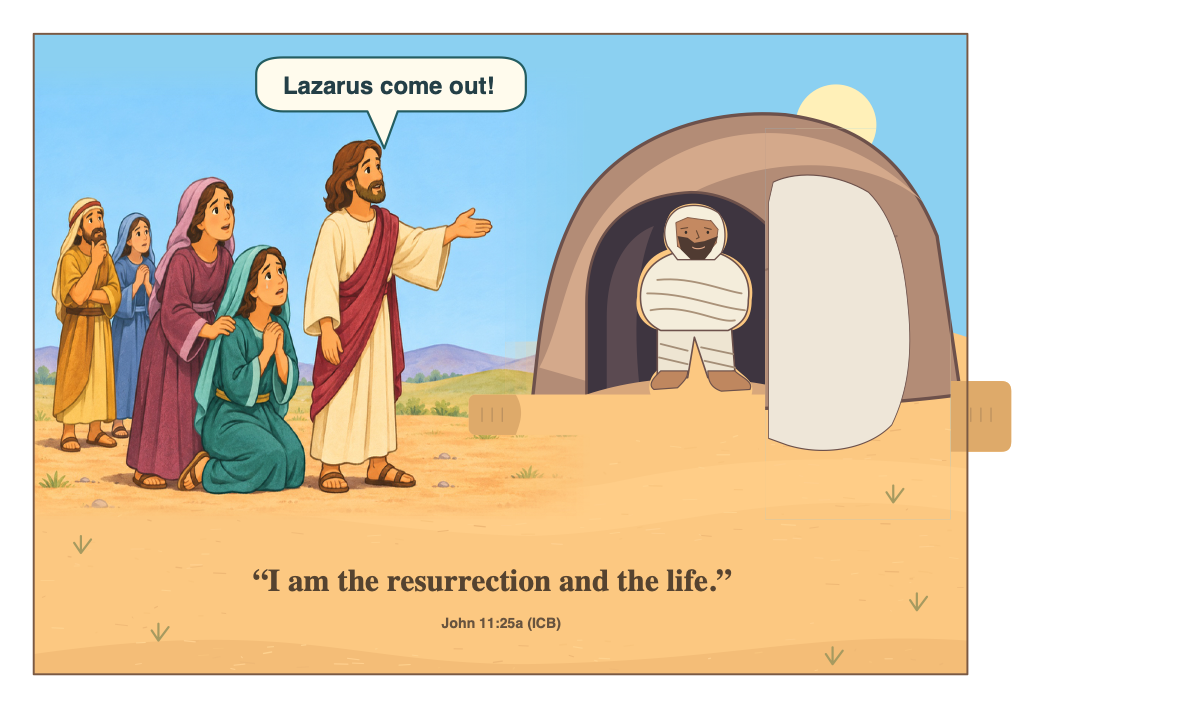 Lazarus come out!
“I am the resurrection and the life.”
John 11:25a (ICB)